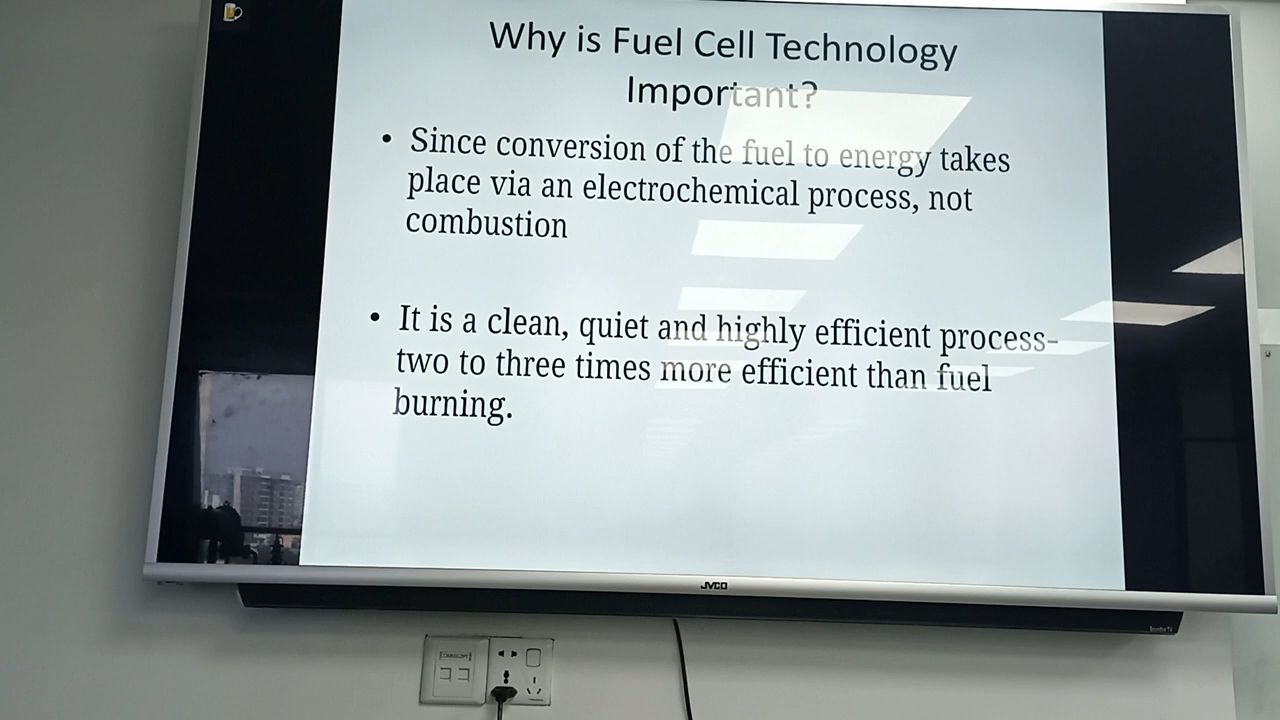 Why is Fuel Cell Technology
Important?
• Since conversion of the fuel to energy takes
place via an electrochemical process, not
combustion
• It is a clean, quiet and highly efficient process-
two to three times more efficient than fuel
burning.
JVCO